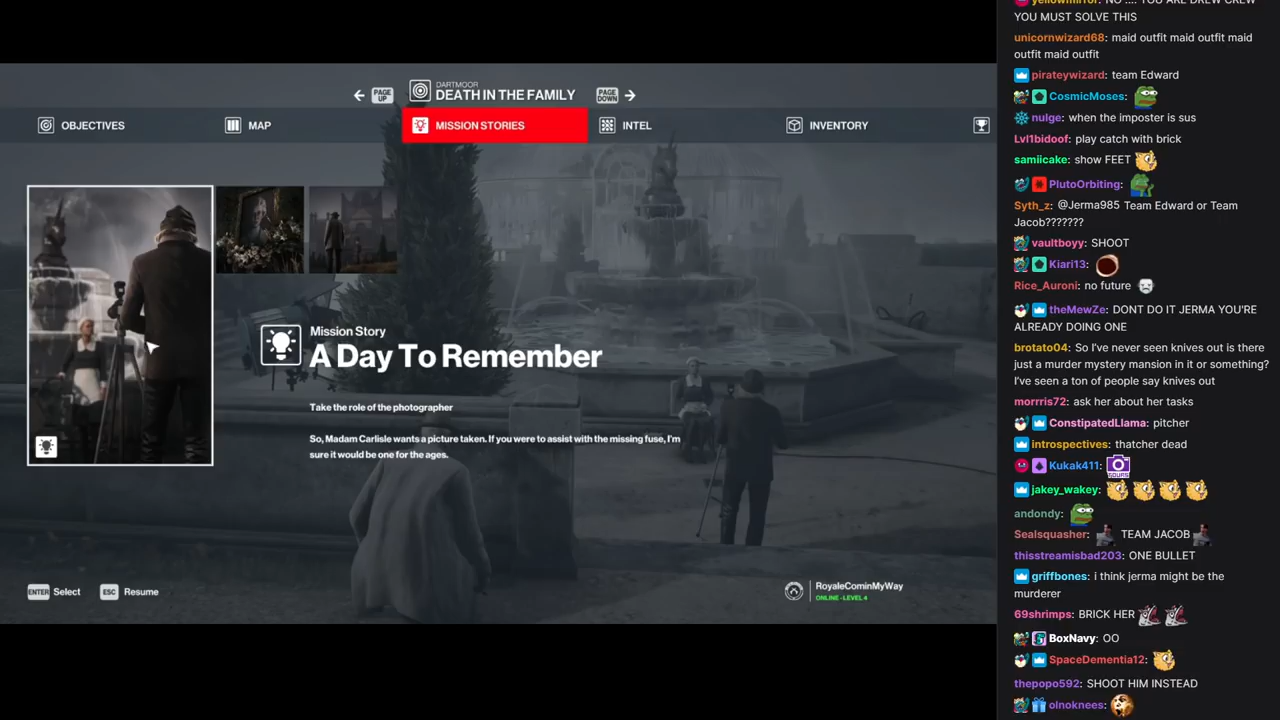 DARTMOOR
PAGE UP
DEATH IN THE FAMILY
PAGE DOWN
OBJECTIVES
MAP
MISSION STORIES
INTEL
INVENTORY
Mission Story
A Day To Remember
Take the role of the photographer
So, Madam Carlisle wants a picture taken. If you were to assist with the missing fuse, I'm
sure it would be one for the ages.
ENTER Select
ESC Resume
RoyaleCominMyWay
ONLINE - LEVEL 4
YOU MUST SOLVE THIS
unicornwizard68: maid outfit maid outfit maid
outfit maid outfit
pirateywizard: team Edward
CosmicMoses:
nulge: when the imposter is sus
Lvl1bidoof: play catch with brick
samiicake: show FEET
PlutoOrbiting:
Syth_z: @Jerma985 Team Edward or Team
Jacob???????
vaultboyy: SHOOT
Kiari13:
Rice_Auroni: no future
theMewZe: DONT DO IT JERMA YOU'RE
ALREADY DOING ONE
brotato04: So I've never seen knives out is there
just a murder mystery mansion in it or something?
I've seen a ton of people say knives out
morrris72: ask her about her tasks
ConstipatedLlama: pitcher
introspectives: thatcher dead
Kukak411:
jakey_wakey:
andondy:
Sealsquasher: TEAM JACOB
thisstreamisbad203: ONE BULLET
griffbones: i think jerma might be the
murderer
69shrimps: BRICK HER
BoxNavy: OO
SpaceDementia12:
thepopo592: SHOOT HIM INSTEAD
olnoknees: